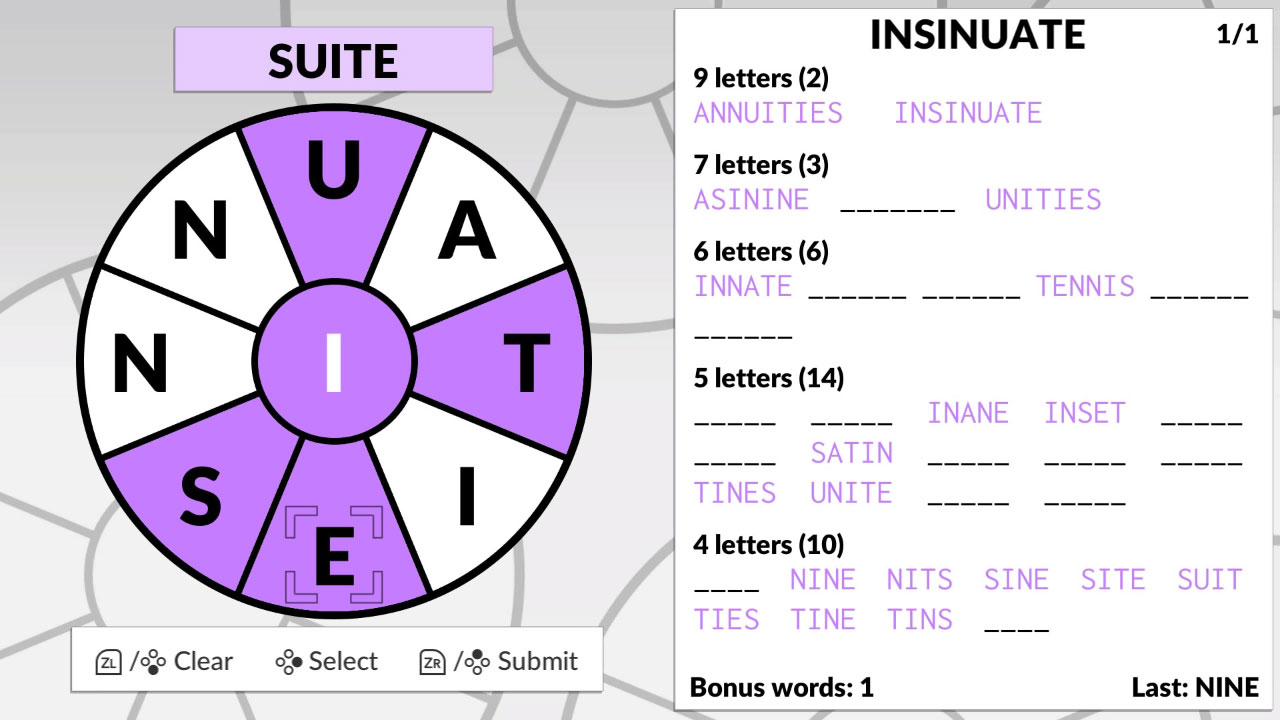 SUITE
U
N
A
N
I
T
S
I
E
ZL / Clear Select ZR / Submit
INSINUATE 1/1
9 letters (2)
ANNUITIES INSINUATE
7 letters (3)
ASININE _______ UNITIES
6 letters (6)
INNATE ______ ______ TENNIS ______
______
5 letters (14)
_____ _____ INANE INSET _____
_____ SATIN _____ _____ _____
TINES UNITE _____ _____
4 letters (10)
____ NINE NITS SINE SITE SUIT
TIES TINE TINS ____
Bonus words: 1 Last: NINE